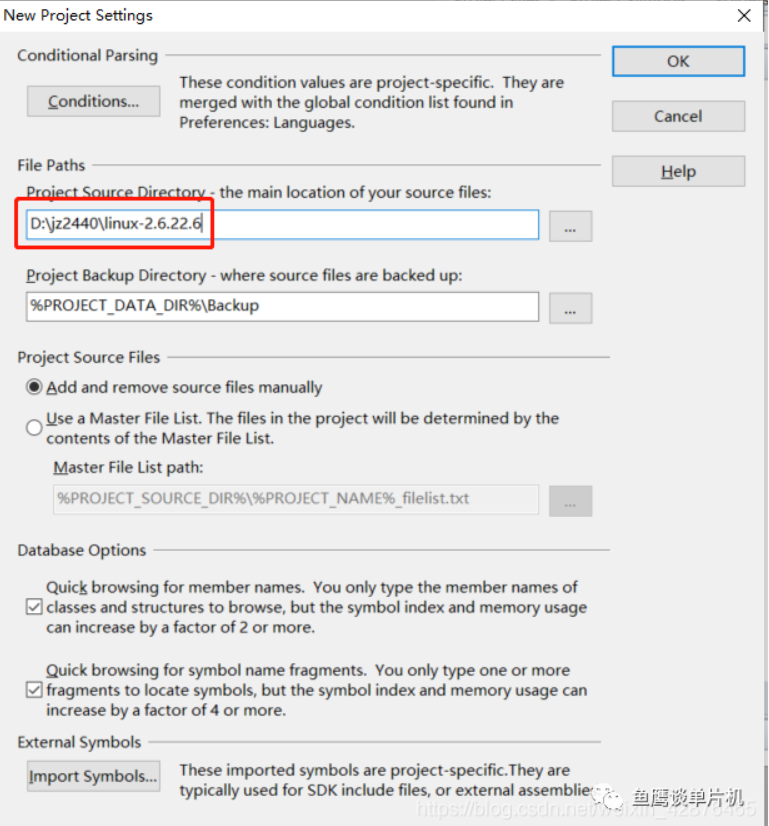 New Project Settings
Conditional Parsing
Conditions...
These condition values are project-specific. They are
merged with the global condition list found in
Preferences: Languages.
OK
Cancel
Help
File Paths
Project Source Directory - the main location of your source files:
D:\jz2440\linux-2.6.22.6
...
Project Backup Directory - where source files are backed up:
%PROJECT_DATA_DIR%\Backup
...
Project Source Files
Add and remove source files manually
Use a Master File List. The files in the project will be determined by the
contents of the Master File List.
Master File List path:
%PROJECT_SOURCE_DIR%\%PROJECT_NAME%_filelist.txt
...
Database Options
Quick browsing for member names. You only type the member names of
classes and structures to browse, but the symbol index and memory usage
can increase by a factor of 2 or more.
Quick browsing for symbol name fragments. You only type one or more
fragments to locate symbols, but the symbol index and memory usage can
increase by a factor of 4 or more.
External Symbols
Import Symbols...
These imported symbols are project-specific.They are
typically used for SDK include files, or external assemblie
鱼鹰谈单片机